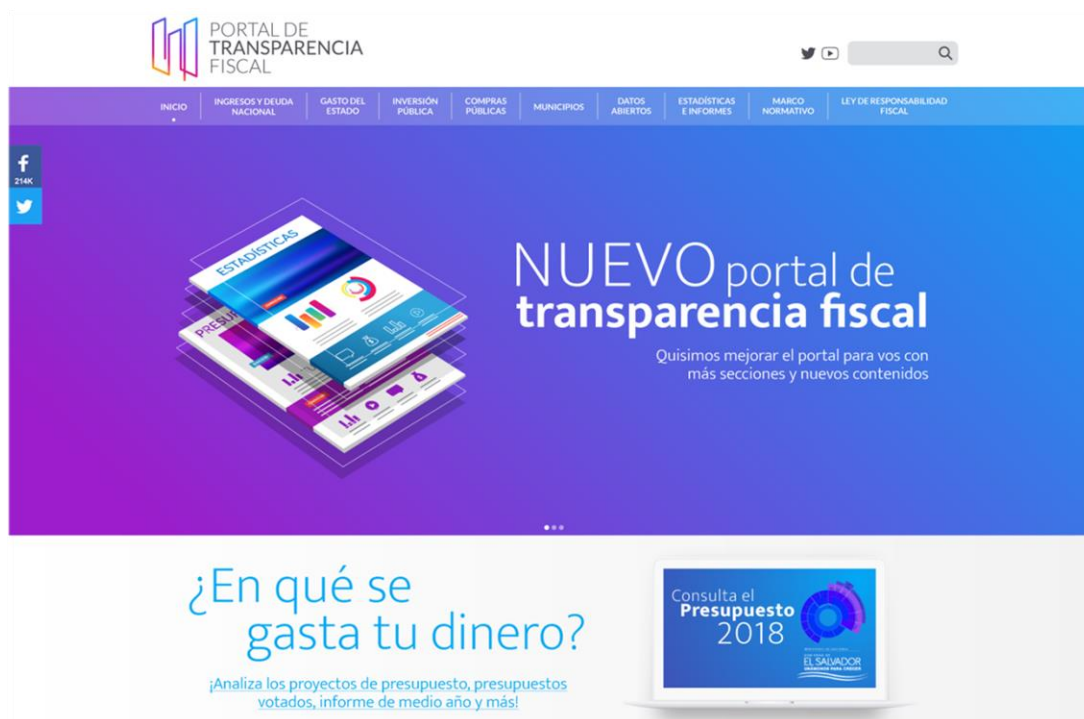 PORTAL DE
TRANSPARENCIA
FISCAL
INICIO
INGRESOS Y DEUDA
NACIONAL
GASTO DEL
ESTADO
INVERSIÓN
PÚBLICA
COMPRAS
PÚBLICAS
MUNICIPIOS
DATOS
ABIERTOS
ESTADÍSTICAS
E INFORMES
MARCO
NORMATIVO
LEY DE RESPONSABILIDAD
FISCAL
214K
ESTADÍSTICAS
NUEVO portal de
transparencia fiscal
Quisimos mejorar el portal para vos con
más secciones y nuevos contenidos
¿En qué se
gasta tu dinero?
¡Analiza los proyectos de presupuesto, presupuestos
votados, informe de medio año y más!
Consulta el
Presupuesto
2018
EL SALVADOR